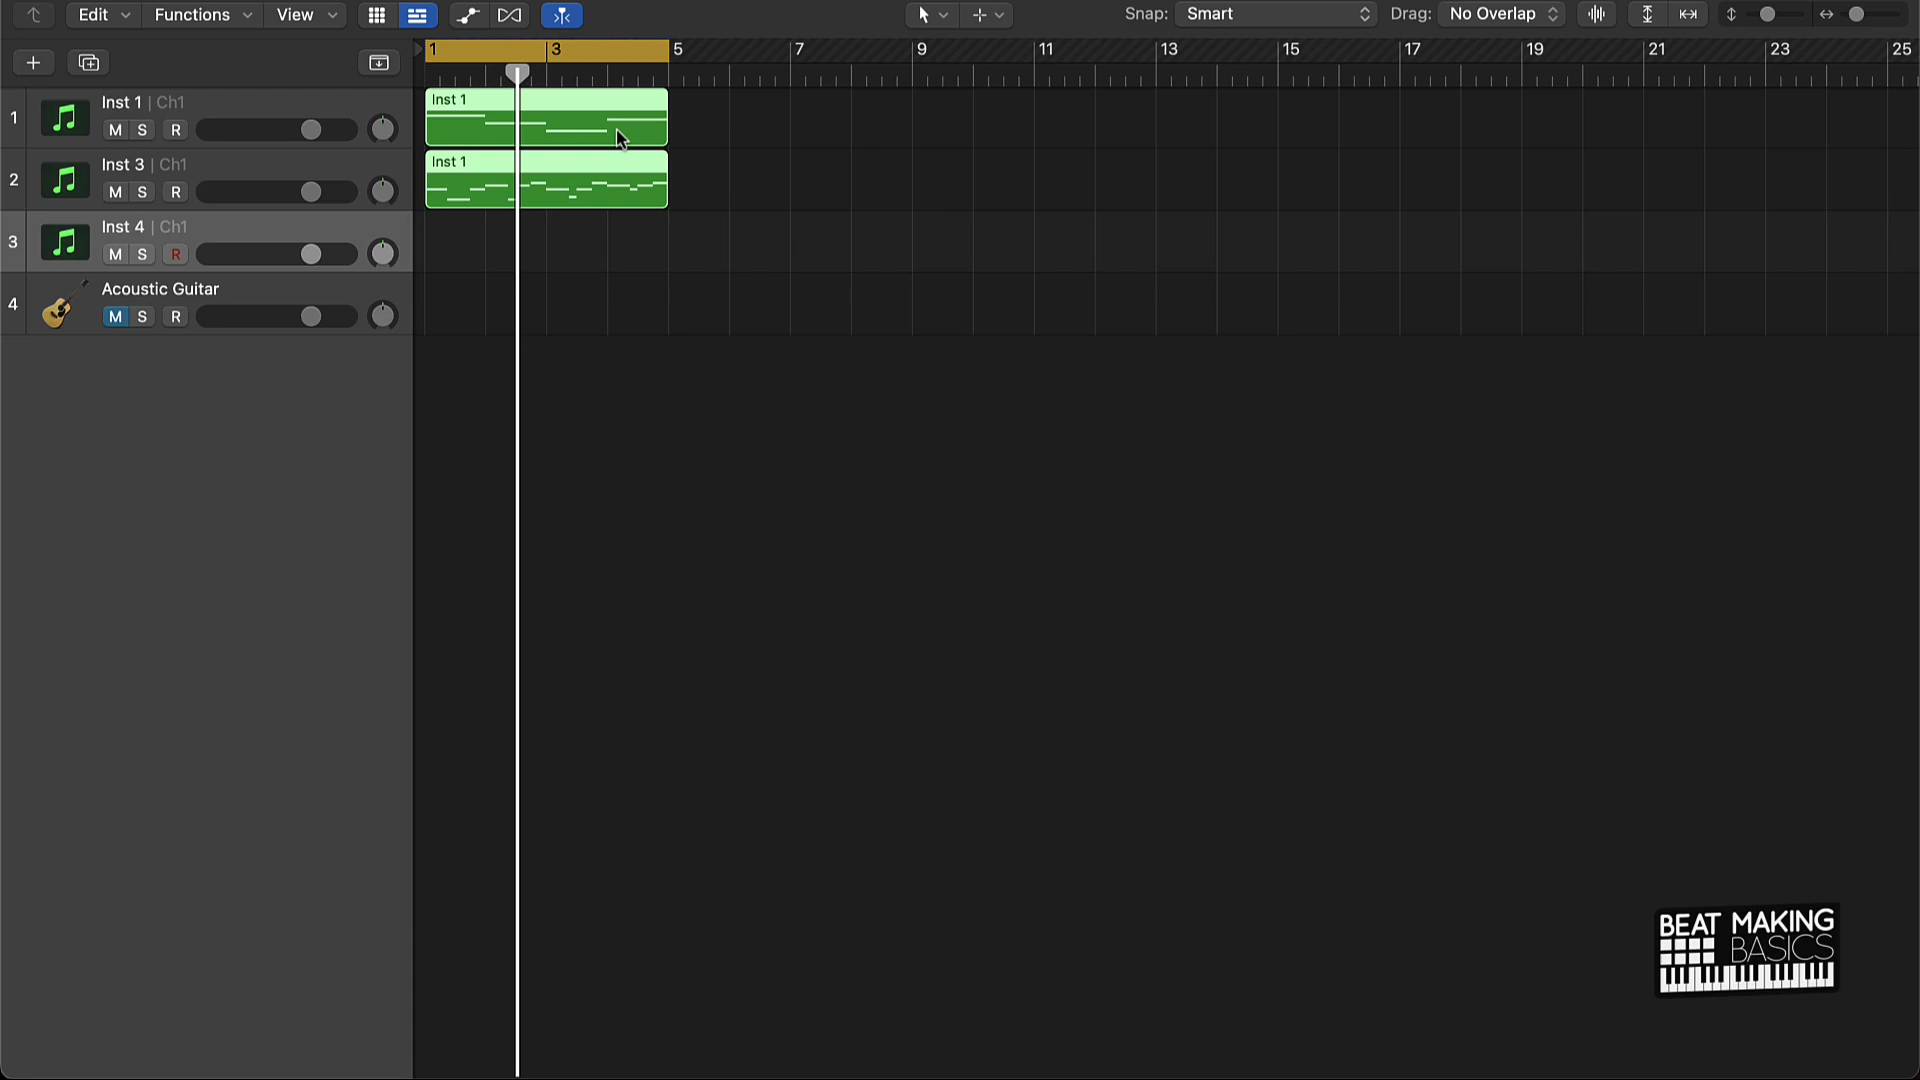 Edit Functions View Snap: Smart Drag: No Overlap
1 3 5 7 9 11 13 15 17 19 21 23 25
1 Inst 1 | Ch1
M S R
Inst 1
2 Inst 3 | Ch1
M S R
Inst 1
3 Inst 4 | Ch1
M S R
4 Acoustic Guitar
M S R
BEAT MAKING
BASICS